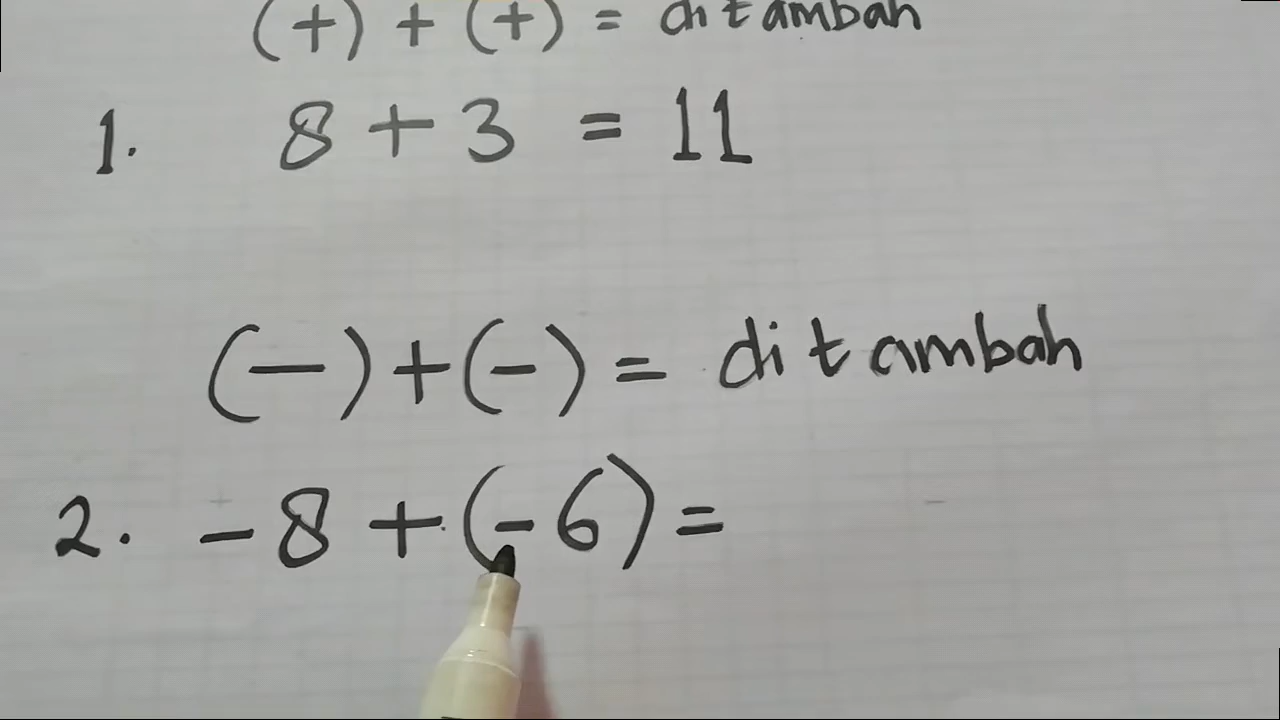 (+) + (+) = ditambah
1. 8 + 3 = 11
(-) + (-) = ditambah
2. -8 + (-6) =